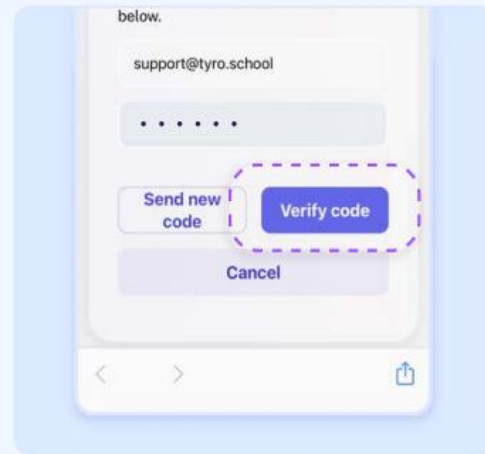 below.
support@tyro.school
Send new
code
Verify code
Cancel